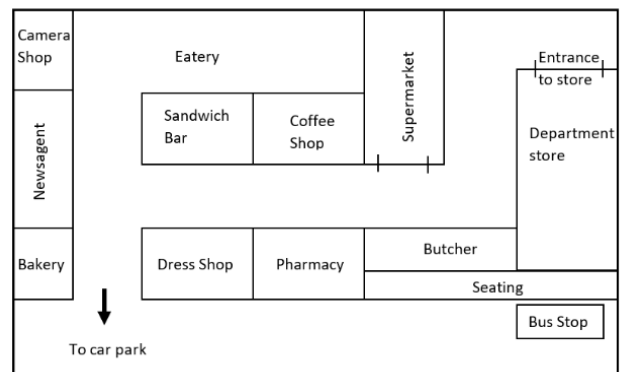 Camera
Shop
Eatery
Supermarket
Entrance
to store
Sandwich
Bar
Coffee
Shop
Newsagent
Department
store
Bakery
Dress Shop
Pharmacy
Butcher
Seating
Bus Stop
To car park